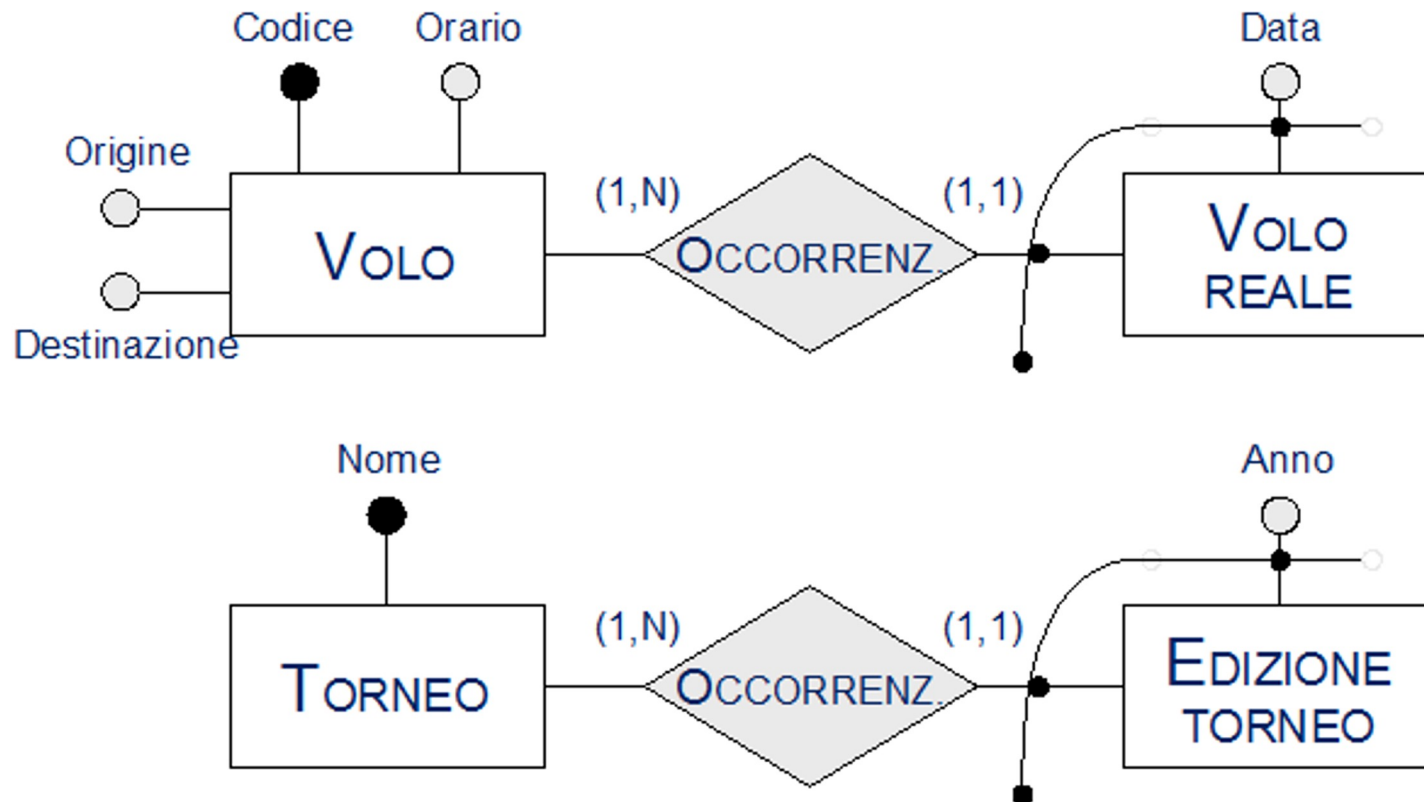 Codice
Orario
Data
Origine
(1,N)
(1,1)
VOLO
OCCORRENZ.
VOLO
REALE
Destinazione
Nome
Anno
(1,N)
(1,1)
TORNEO
OCCORRENZ.
EDIZIONE
TORNEO